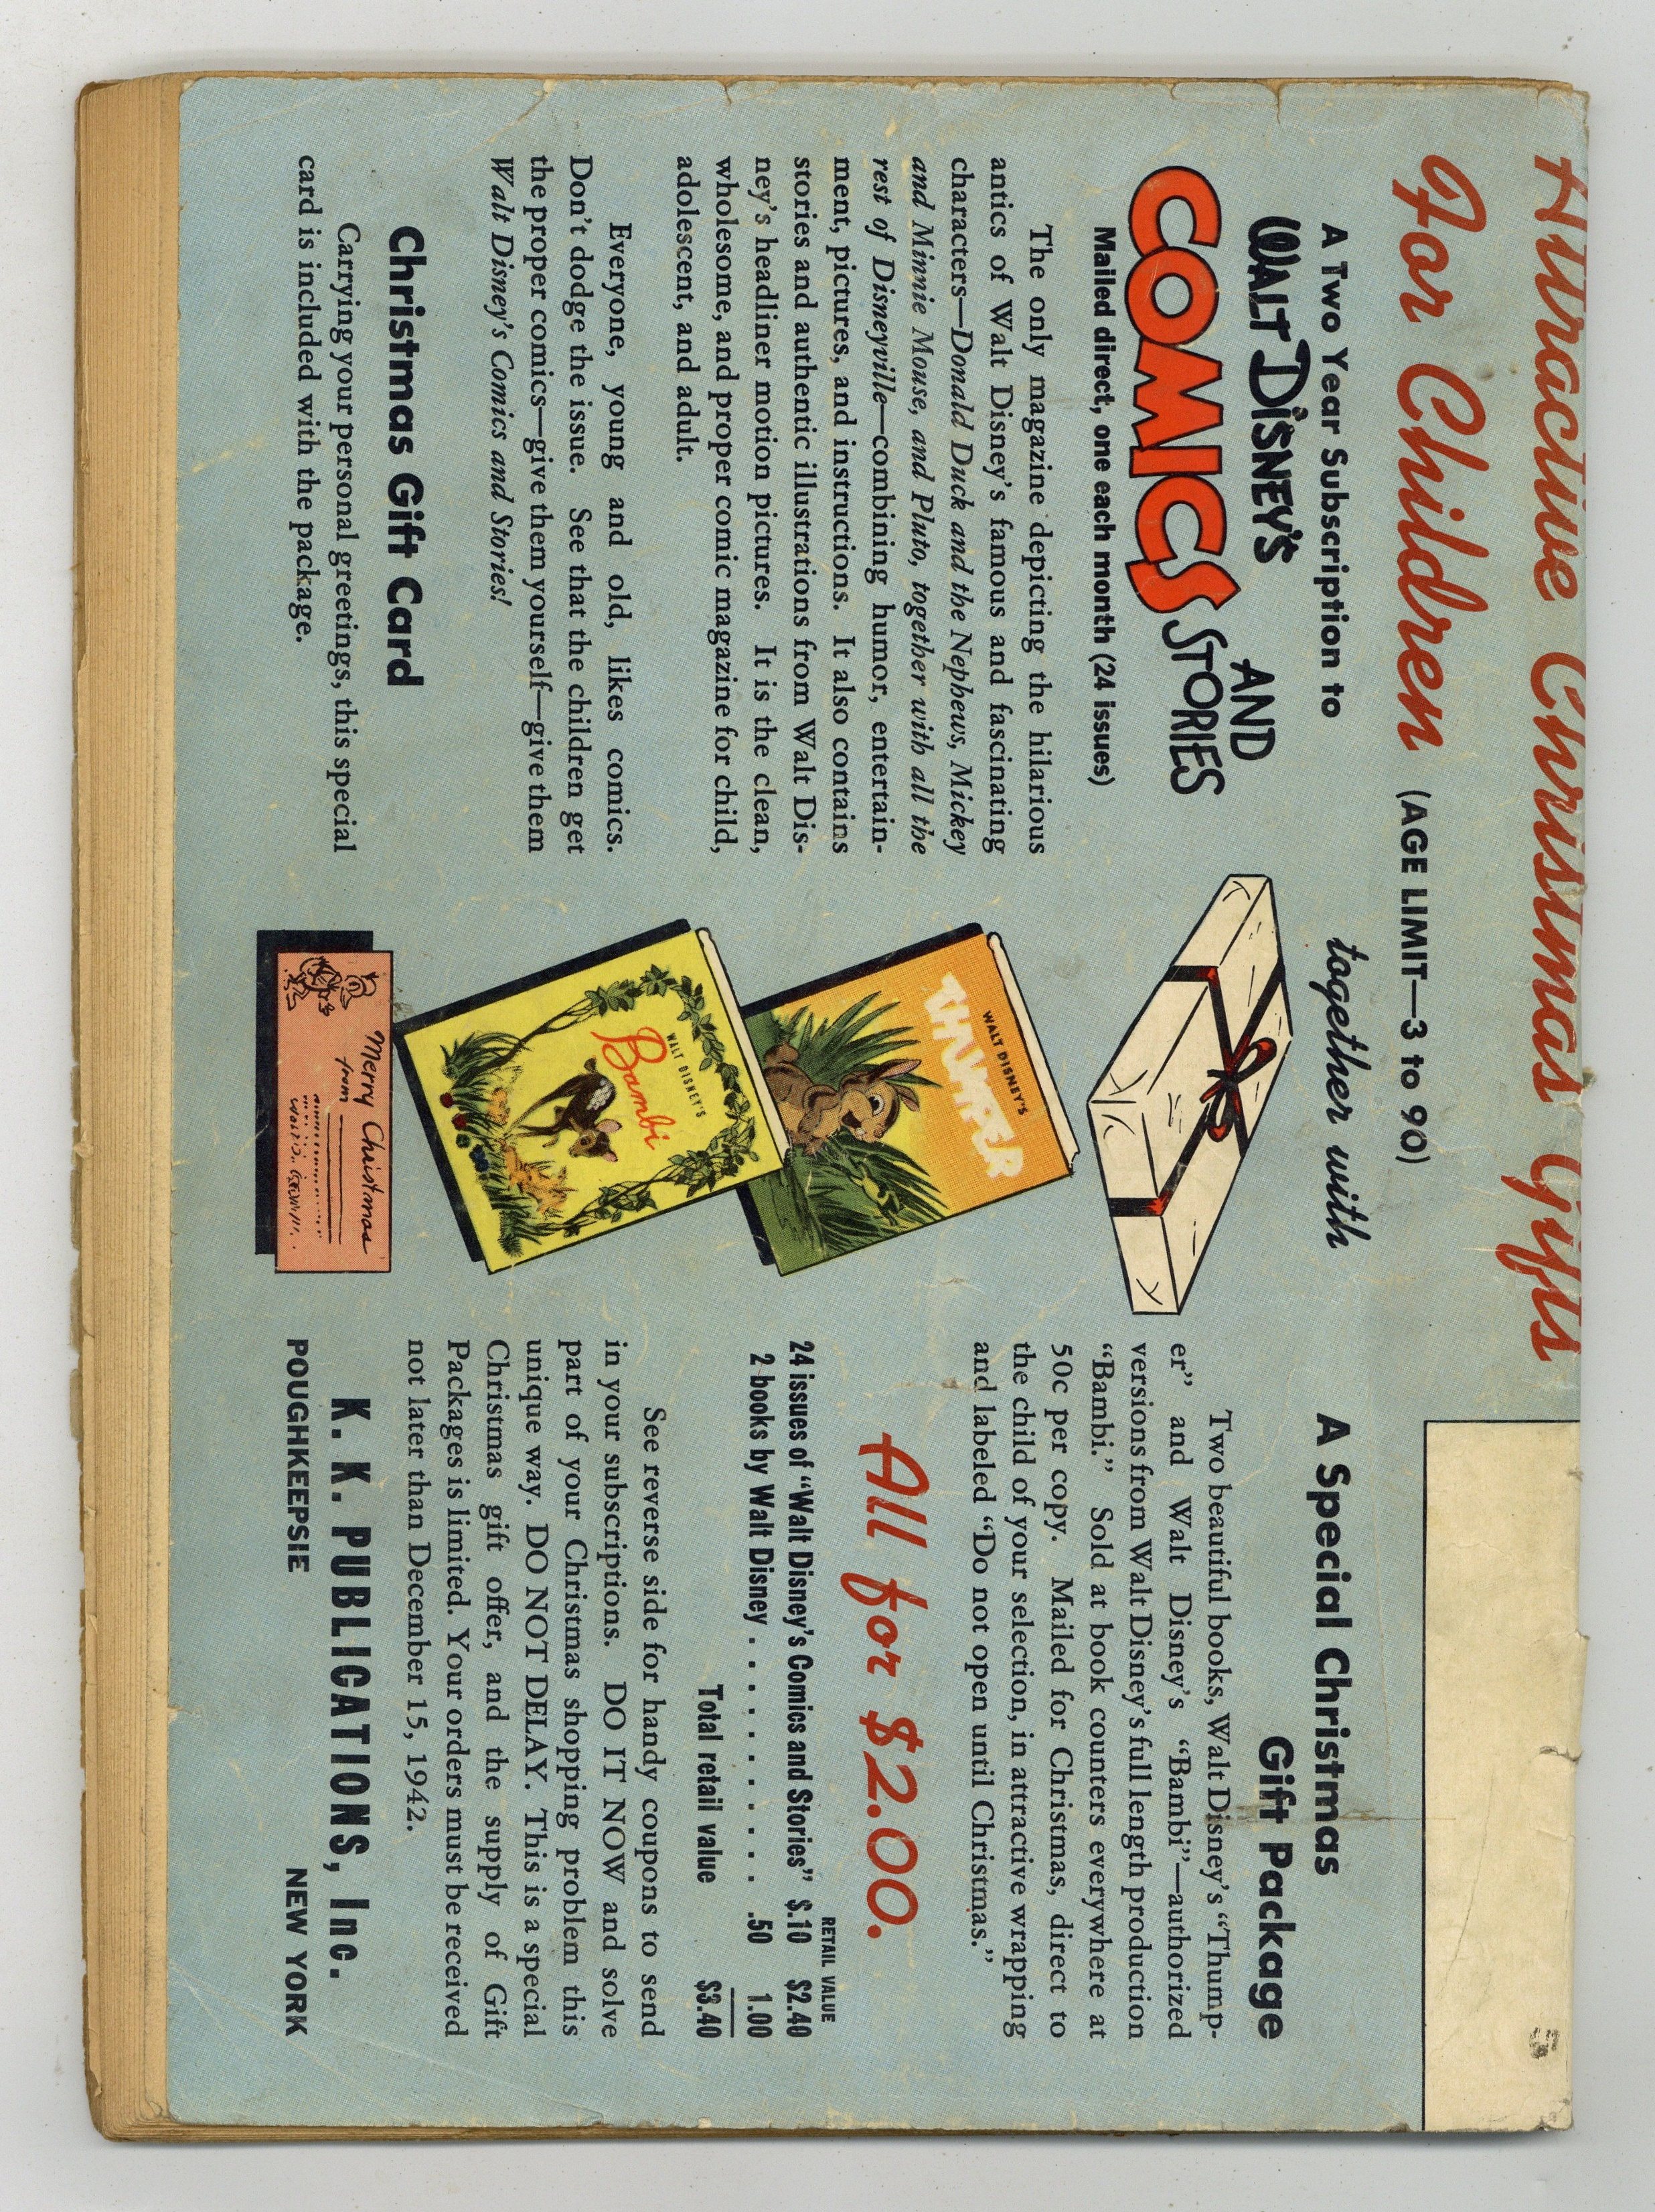 Attractive Christmas Gifts
For Children (AGE LIMIT—3 to 90)
A Two Year Subscription to
WALT DISNEY'S
COMICS AND
STORIES
Mailed direct, one each month (24 issues)
The only magazine depicting the hilarious
antics of Walt Disney's famous and fascinating
characters—Donald Duck and the Nephews, Mickey
and Minnie Mouse, and Pluto, together with all the
rest of Disneyville—combining humor, entertain-
ment, pictures, and instructions. It also contains
stories and authentic illustrations from Walt Dis-
ney's headliner motion pictures. It is the clean,
wholesome, and proper comic magazine for child,
adolescent, and adult.
Everyone, young and old, likes comics.
Don't dodge the issue. See that the children get
the proper comics—give them yourself—give them
Walt Disney's Comics and Stories!
Christmas Gift Card
Carrying your personal greetings, this special
card is included with the package.
together with
WALT DISNEY'S
THUMPER
WALT DISNEY'S
Bambi
Merry Christmas
from
A Special Christmas
Gift Package
Two beautiful books, Walt Disney's “Thump-
er” and Walt Disney's “Bambi”—authorized
versions from Walt Disney's full length production
“Bambi.” Sold at book counters everywhere at
50c per copy. Mailed for Christmas, direct to
the child of your selection, in attractive wrapping
and labeled “Do not open until Christmas.”
All for $2.00.
RETAIL VALUE
24 issues of “Walt Disney's Comics and Stories” $.10 $2.40
2 books by Walt Disney . . . . . . . . . .50 1.00
Total retail value $3.40
See reverse side for handy coupons to send
in your subscriptions. DO IT NOW and solve
part of your Christmas shopping problem this
unique way. DO NOT DELAY. This is a special
Christmas gift offer, and the supply of Gift
Packages is limited. Your orders must be received
not later than December 15, 1942.
K. K. PUBLICATIONS, Inc.
POUGHKEEPSIE NEW YORK